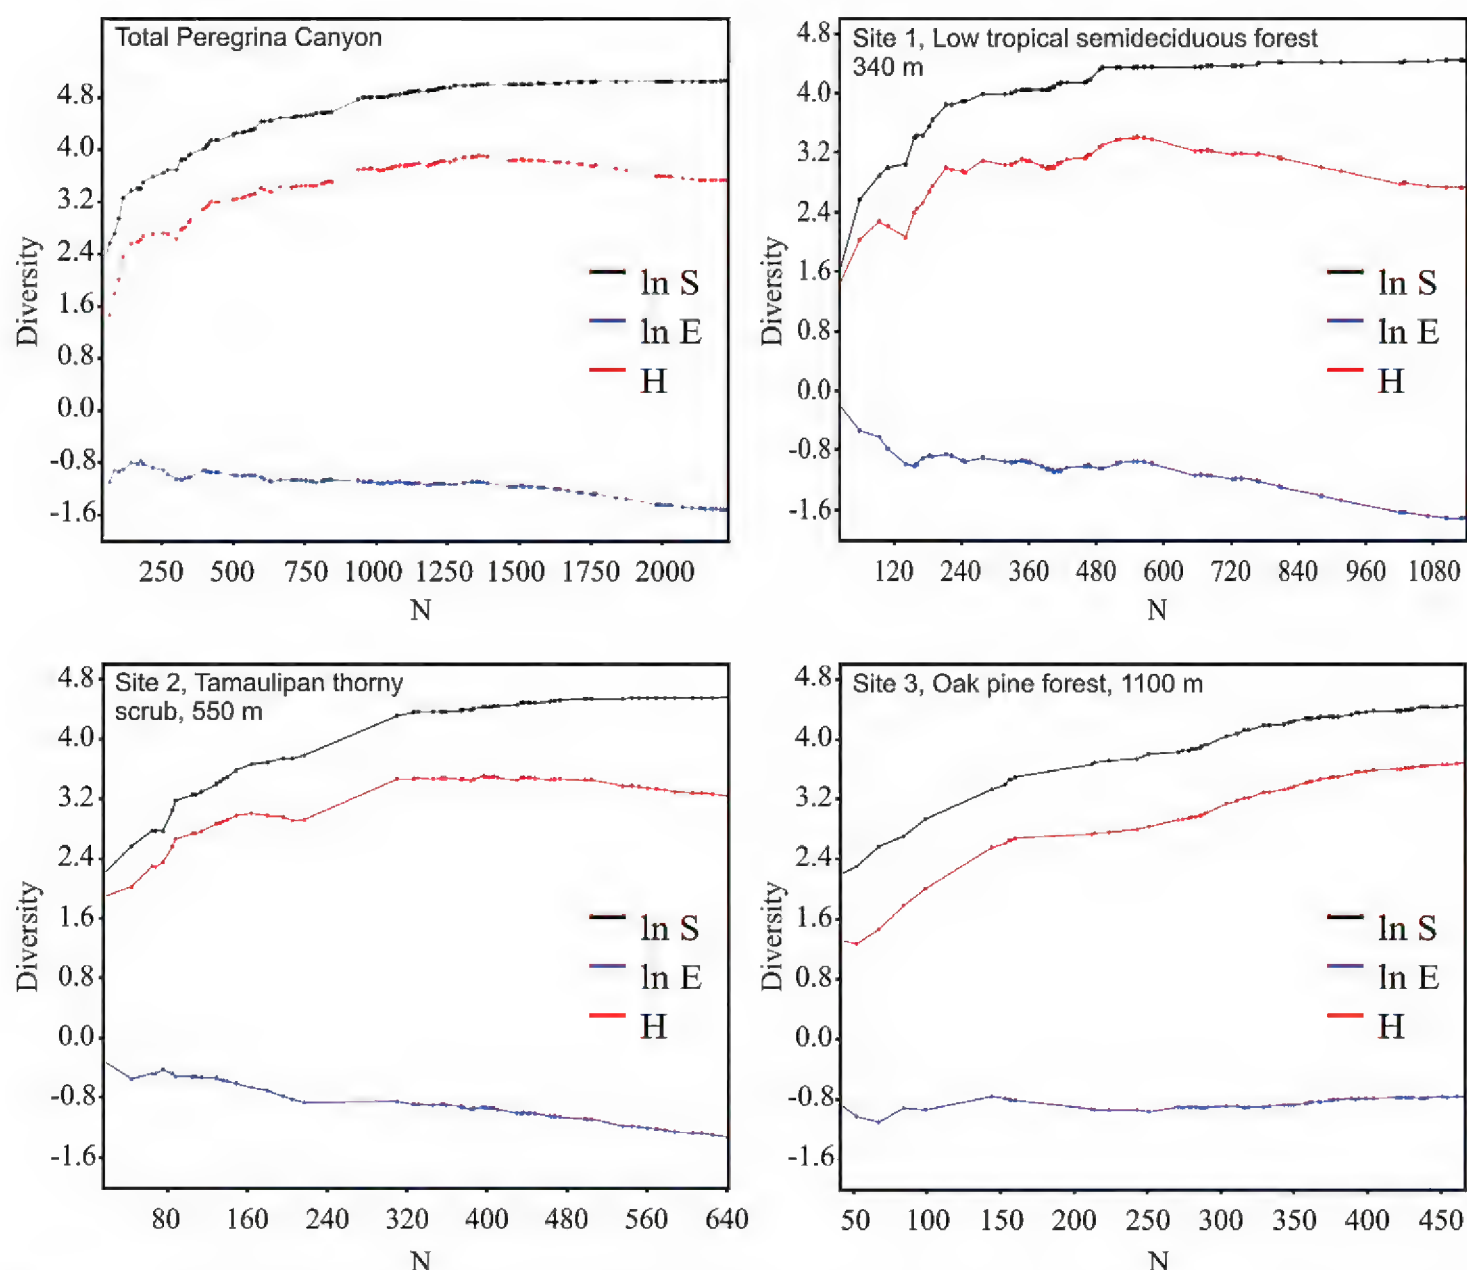 Total Peregrina Canyon
4.8
4.0
3.2
2.4
1.6
0.8
0.0
-0.8
-1.6
Diversity
ln S
ln E
H
250 500 750 1000 1250 1500 1750 2000
N
Site 1, Low tropical semideciduous forest
340 m
4.8
4.0
3.2
2.4
1.6
0.8
0.0
-0.8
-1.6
Diversity
ln S
ln E
H
120 240 360 480 600 720 840 960 1080
N
Site 2, Tamaulipan thorny
scrub, 550 m
4.8
4.0
3.2
2.4
1.6
0.8
0.0
-0.8
-1.6
Diversity
ln S
ln E
H
80 160 240 320 400 480 560 640
N
Site 3, Oak pine forest, 1100 m
4.8
4.0
3.2
2.4
1.6
0.8
0.0
-0.8
-1.6
Diversity
ln S
ln E
H
50 100 150 200 250 300 350 400 450
N